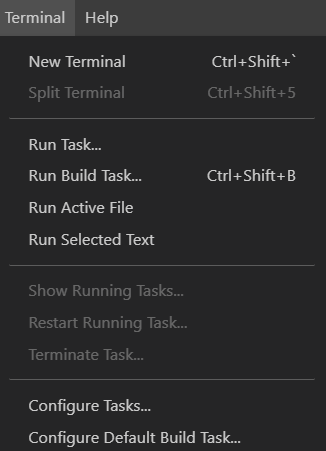 Terminal Help
New Terminal Ctrl+Shift+`
Split Terminal Ctrl+Shift+5
Run Task...
Run Build Task... Ctrl+Shift+B
Run Active File
Run Selected Text
Show Running Tasks...
Restart Running Task...
Terminate Task...
Configure Tasks...
Configure Default Build Task...